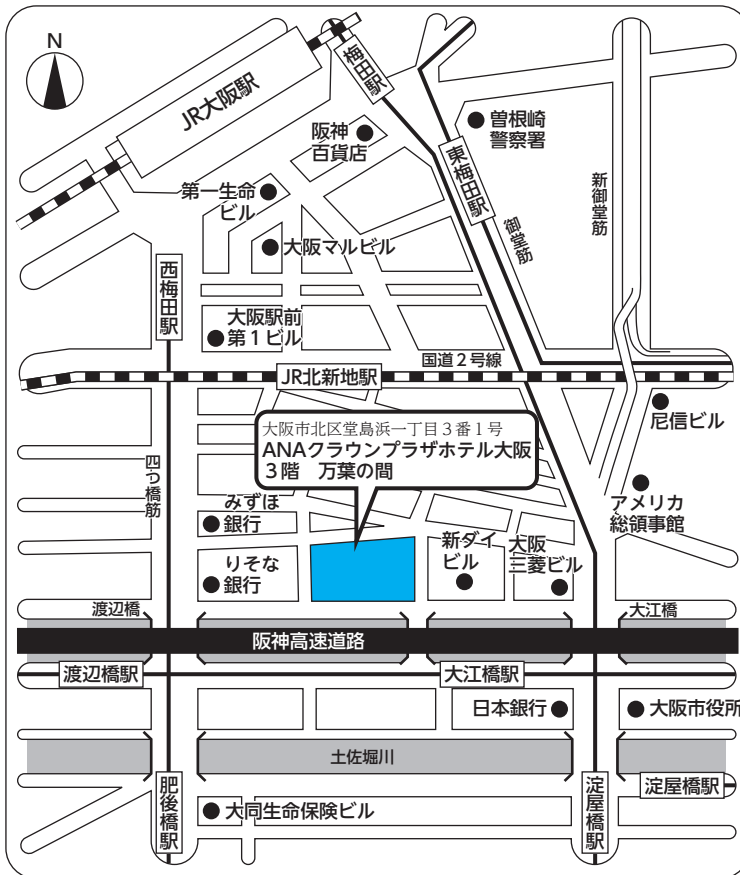 N
JR大阪駅
梅田駅
阪神
百貨店
曽根崎
警察署
東梅田駅
新御堂筋
御堂筋
第一生命
ビル
大阪マルビル
西梅田駅
大阪駅前
第1ビル
国道2号線
JR北新地駅
尼信ビル
大阪市北区堂島浜一丁目3番1号
ANAクラウンプラザホテル大阪
3階 万葉の間
四つ橋筋
みずほ
銀行
アメリカ
総領事館
りそな
銀行
新ダイ
ビル
大阪
三菱ビル
渡辺橋
大江橋
阪神高速道路
渡辺橋駅
大江橋駅
日本銀行
大阪市役所
土佐堀川
肥後橋駅
淀屋橋駅
淀屋橋駅
大同生命保険ビル